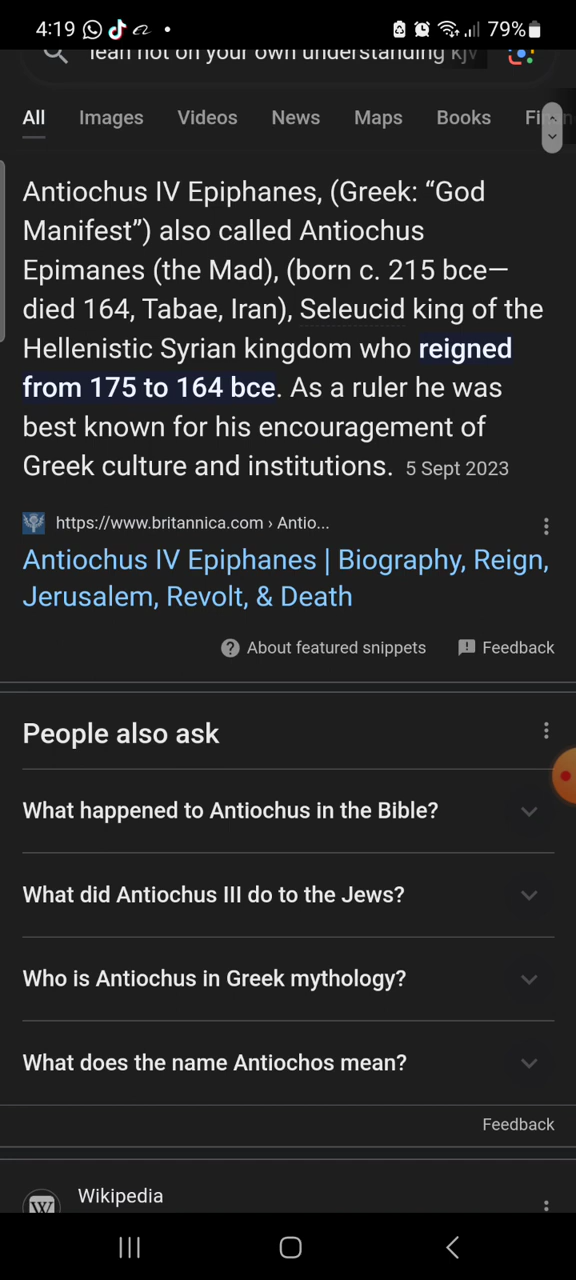 4:19 79%
lean not on your own understanding kjv
All Images Videos News Maps Books
Antiochus IV Epiphanes, (Greek: “God
Manifest”) also called Antiochus
Epimanes (the Mad), (born c. 215 bce—
died 164, Tabae, Iran), Seleucid king of the
Hellenistic Syrian kingdom who reigned
from 175 to 164 bce. As a ruler he was
best known for his encouragement of
Greek culture and institutions. 5 Sept 2023
https://www.britannica.com › Antio...
Antiochus IV Epiphanes | Biography, Reign,
Jerusalem, Revolt, & Death
About featured snippets Feedback
People also ask
What happened to Antiochus in the Bible?
What did Antiochus III do to the Jews?
Who is Antiochus in Greek mythology?
What does the name Antiochos mean?
Feedback
Wikipedia